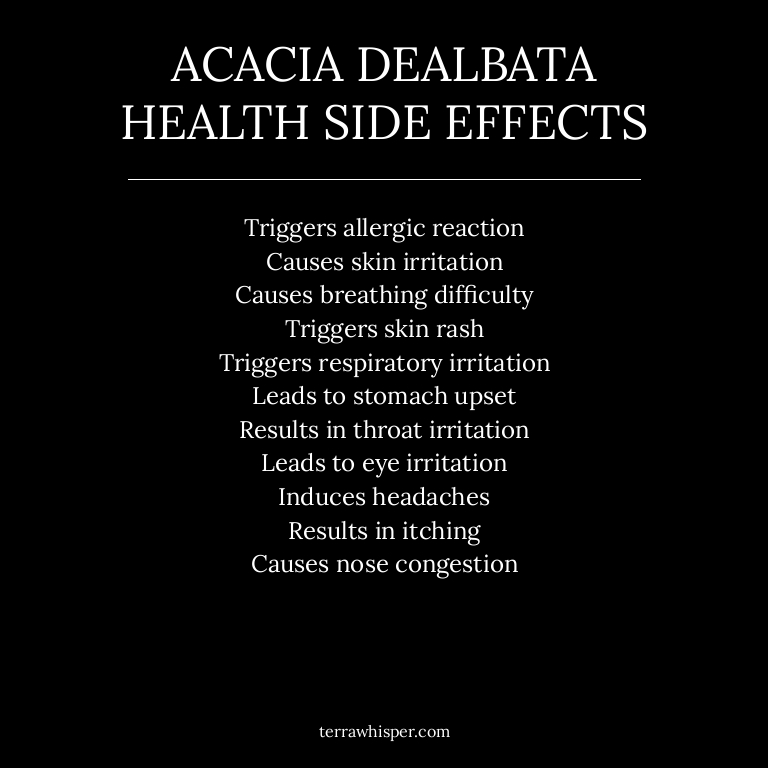 ACACIA DEALBATA
HEALTH SIDE EFFECTS
Triggers allergic reaction
Causes skin irritation
Causes breathing difficulty
Triggers skin rash
Triggers respiratory irritation
Leads to stomach upset
Results in throat irritation
Leads to eye irritation
Induces headaches
Results in itching
Causes nose congestion
terrawhisper.com